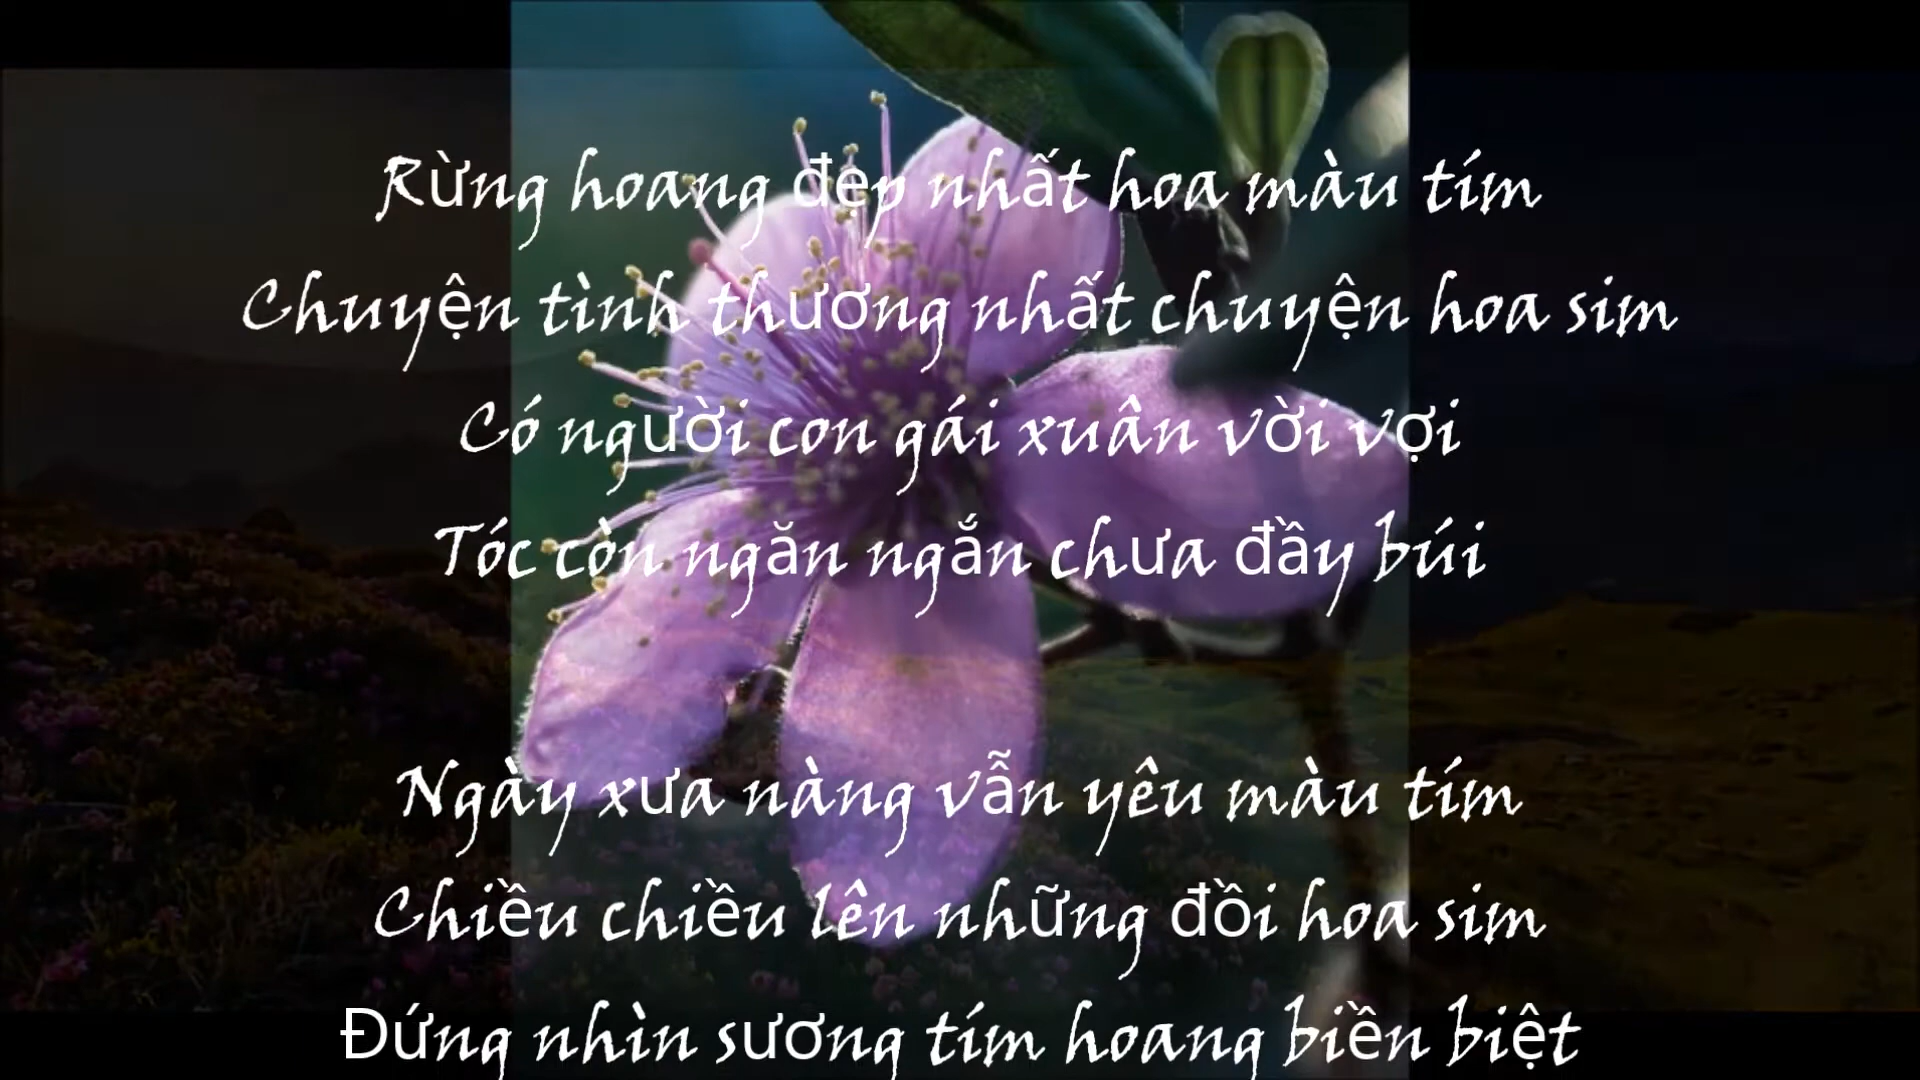 Rừng hoang đẹp nhất hoa màu tím
Chuyện tình thương nhất chuyện hoa sim
Có người con gái xuân vời vợi
Tóc còn ngăn ngắn chưa đầy búi
Ngày xưa nàng vẫn yêu màu tím
Chiều chiều lên những đồi hoa sim
Đứng nhìn sương tím hoang biền biệt